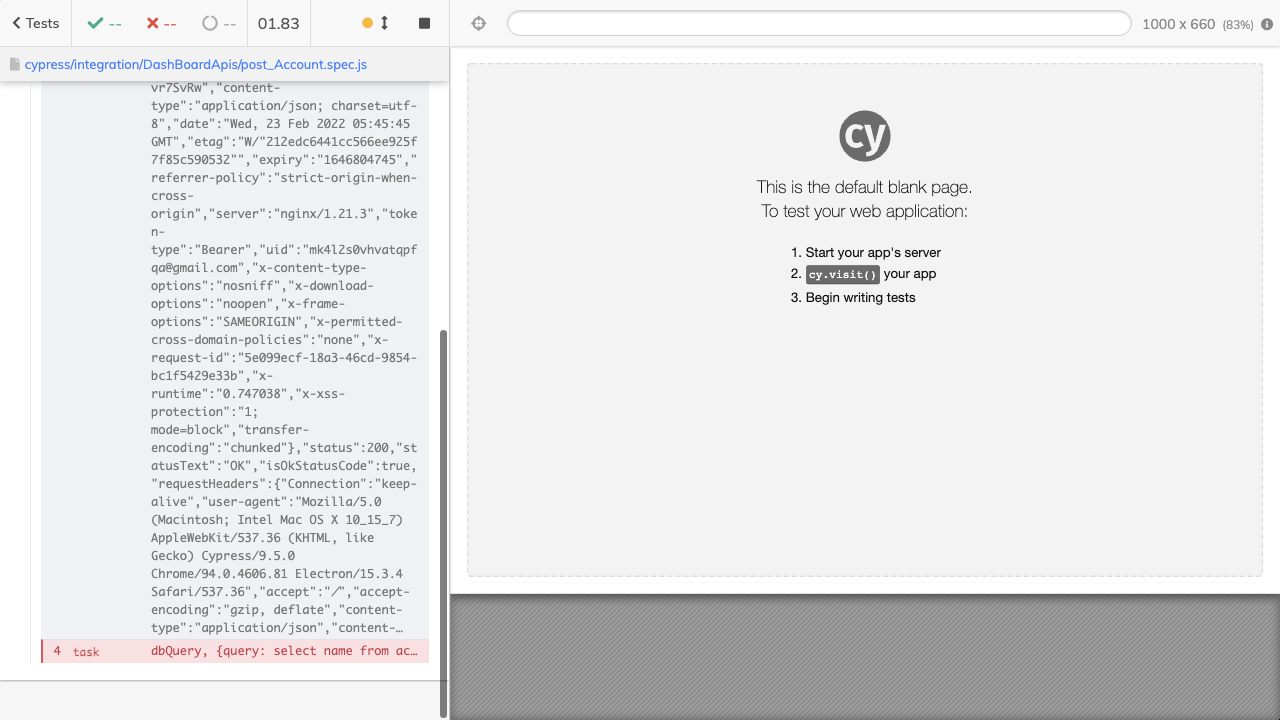 Tests
--
--
--
01.83
1000 x 660 (83%)
cypress/integration/DashBoardApis/post_Account.spec.js
vr7SvRw","content-
type":"application/json; charset=utf-
8","date":"Wed, 23 Feb 2022 05:45:45
GMT","etag":"W/"212edc6441cc566ee925f
7f85c590532"","expiry":"1646804745","
referrer-policy":"strict-origin-when-
cross-
origin","server":"nginx/1.21.3","toke
n-
type":"Bearer","uid":"mk4l2s0vhvatqpf
qa@gmail.com","x-content-type-
options":"nosniff","x-download-
options":"noopen","x-frame-
options":"SAMEORIGIN","x-permitted-
cross-domain-policies":"none","x-
request-id":"5e099ecf-18a3-46cd-9854-
bc1f5429e33b","x-
runtime":"0.747038","x-xss-
protection":"1;
mode=block","transfer-
encoding":"chunked"},"status":200,"st
atusText":"OK","isOkStatusCode":true,
"requestHeaders":{"Connection":"keep-
alive","user-agent":"Mozilla/5.0
(Macintosh; Intel Mac OS X 10_15_7)
AppleWebKit/537.36 (KHTML, like
Gecko) Cypress/9.5.0
Chrome/94.0.4606.81 Electron/15.3.4
Safari/537.36","accept":"*/*","accept-
encoding":"gzip, deflate","content-
type":"application/json","content-…
4 task dbQuery, {query: select name from ac…
cy
This is the default blank page.
To test your web application:
1. Start your app's server
2. cy.visit() your app
3. Begin writing tests